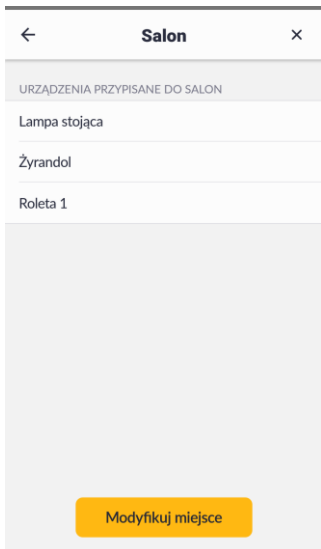 Salon
URZĄDZENIA PRZYPISANE DO SALON
Lampa stojąca
Żyrandol
Roleta 1
Modyfikuj miejsce